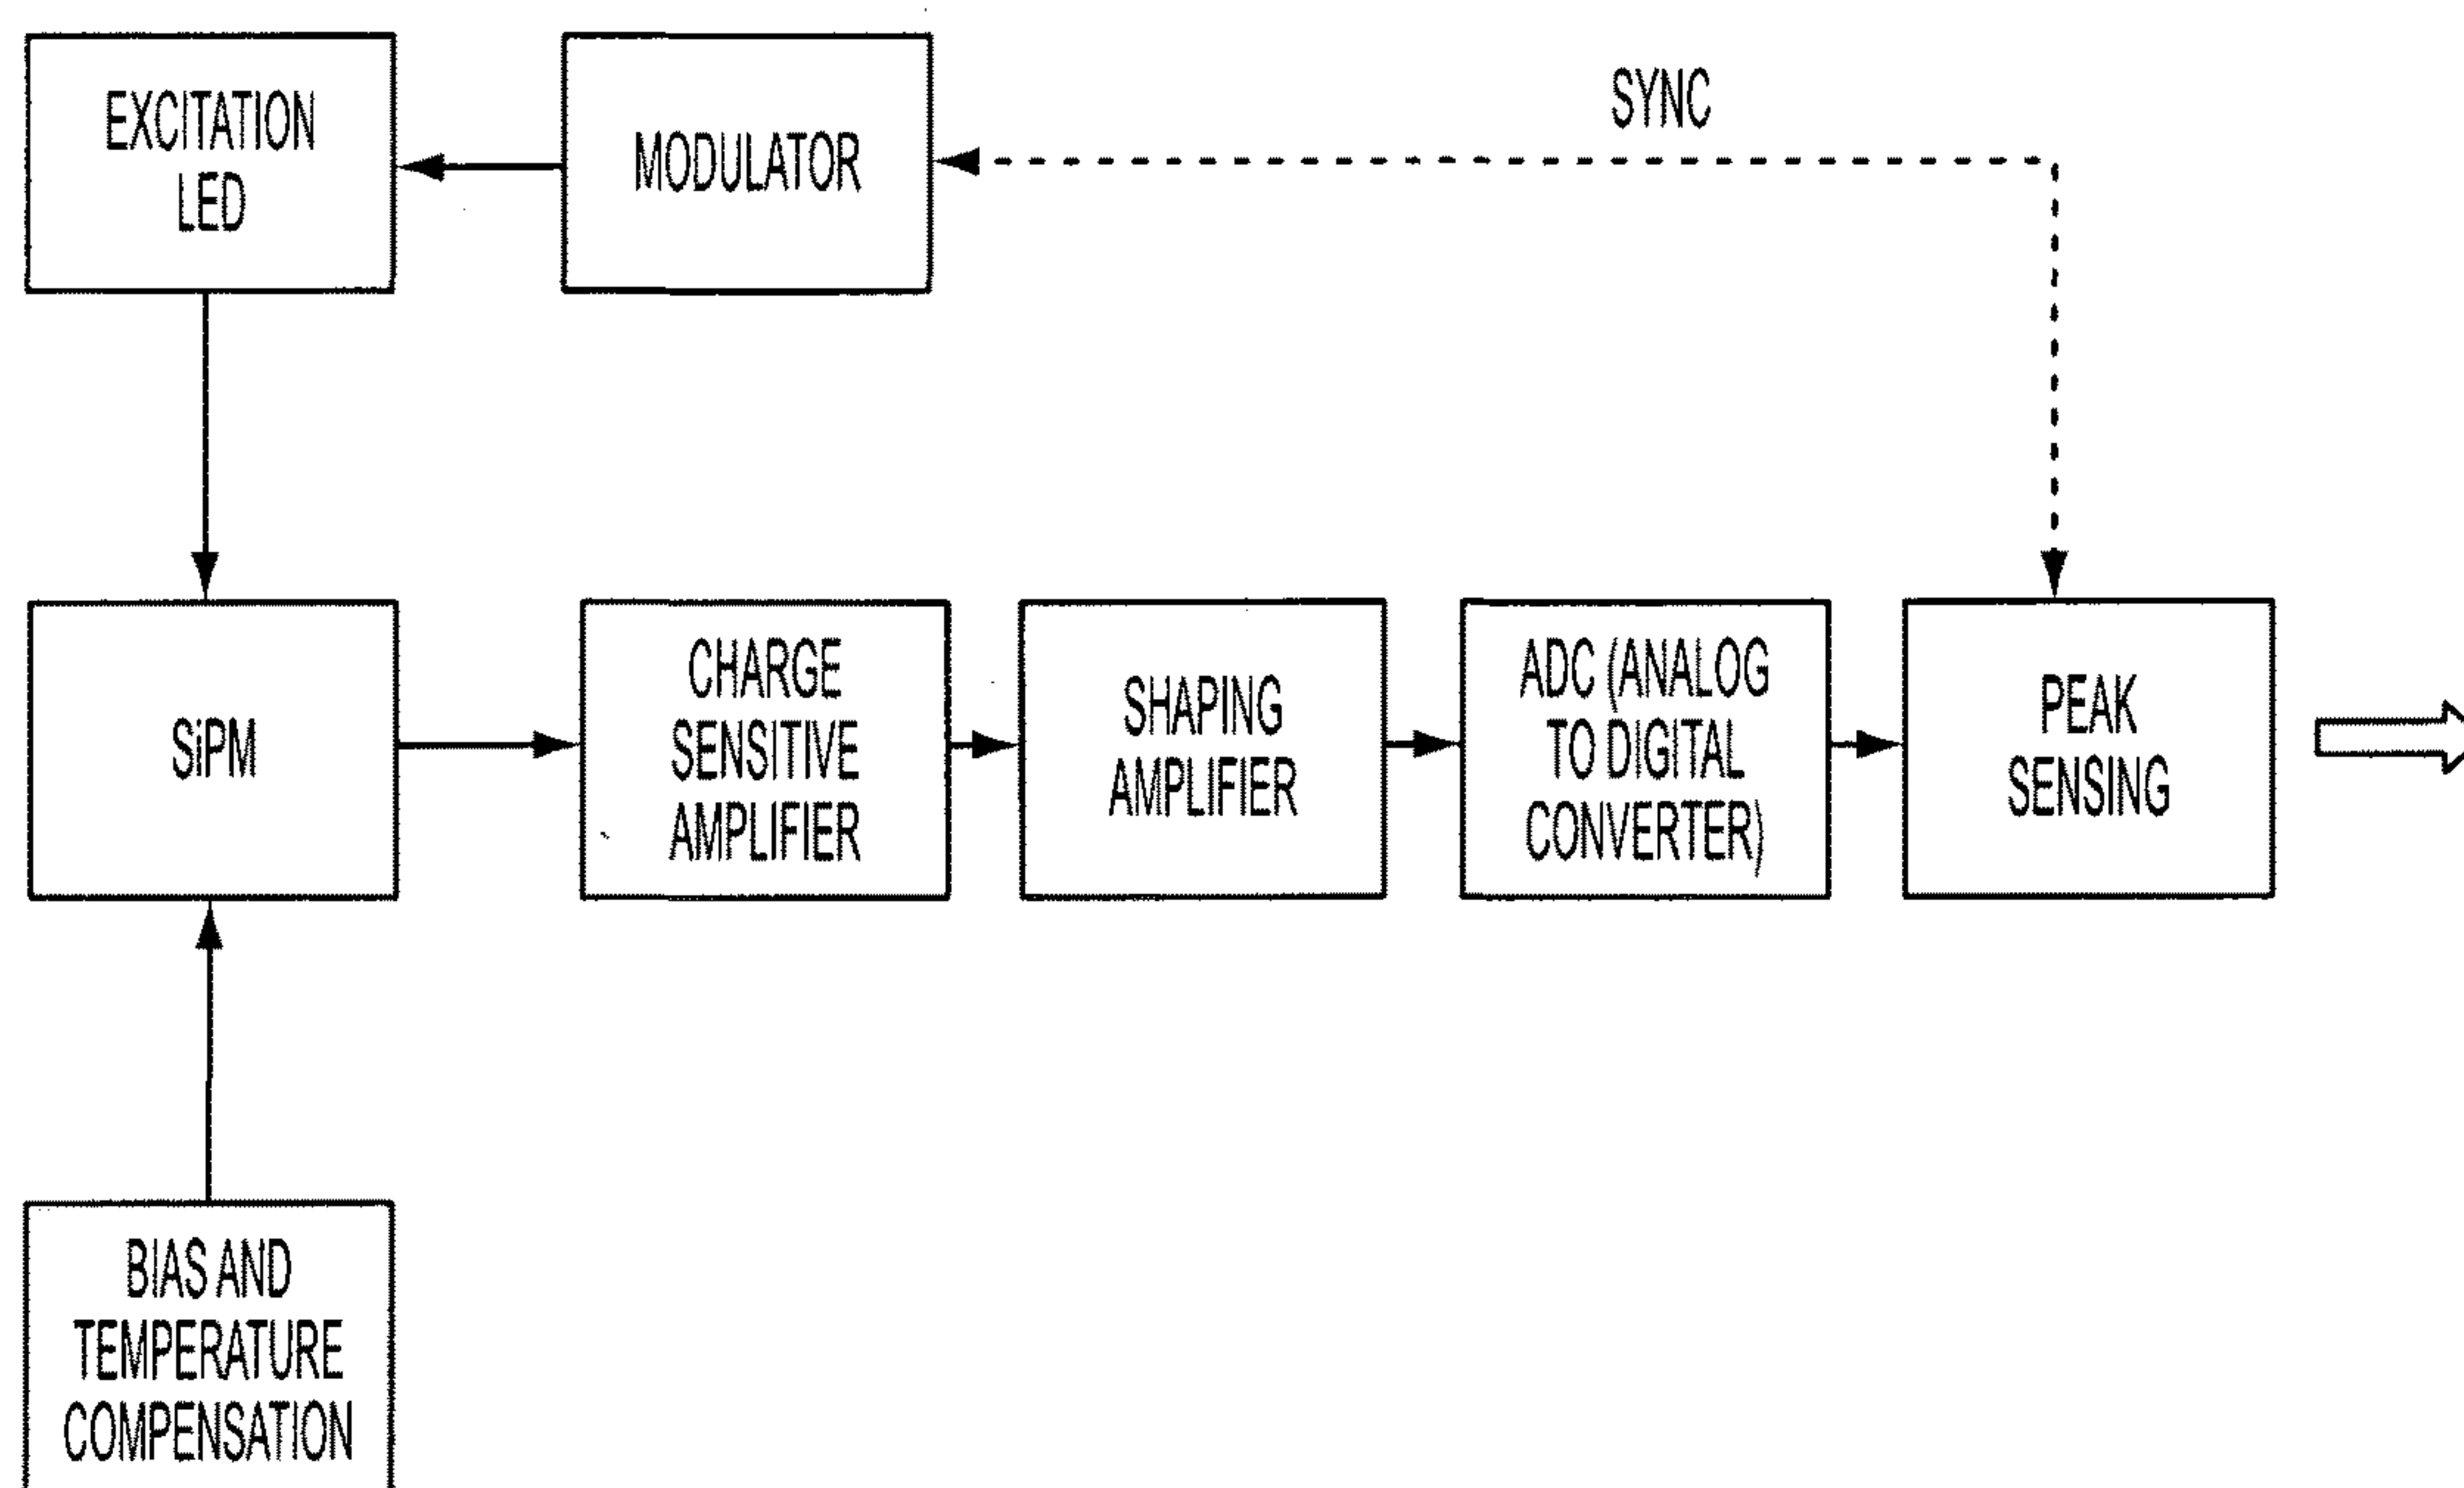 EXCITATION
LED
MODULATOR
SYNC
SiPM
CHARGE
SENSITIVE
AMPLIFIER
SHAPING
AMPLIFIER
ADC (ANALOG
TO DIGITAL
CONVERTER)
PEAK
SENSING
BIAS AND
TEMPERATURE
COMPENSATION